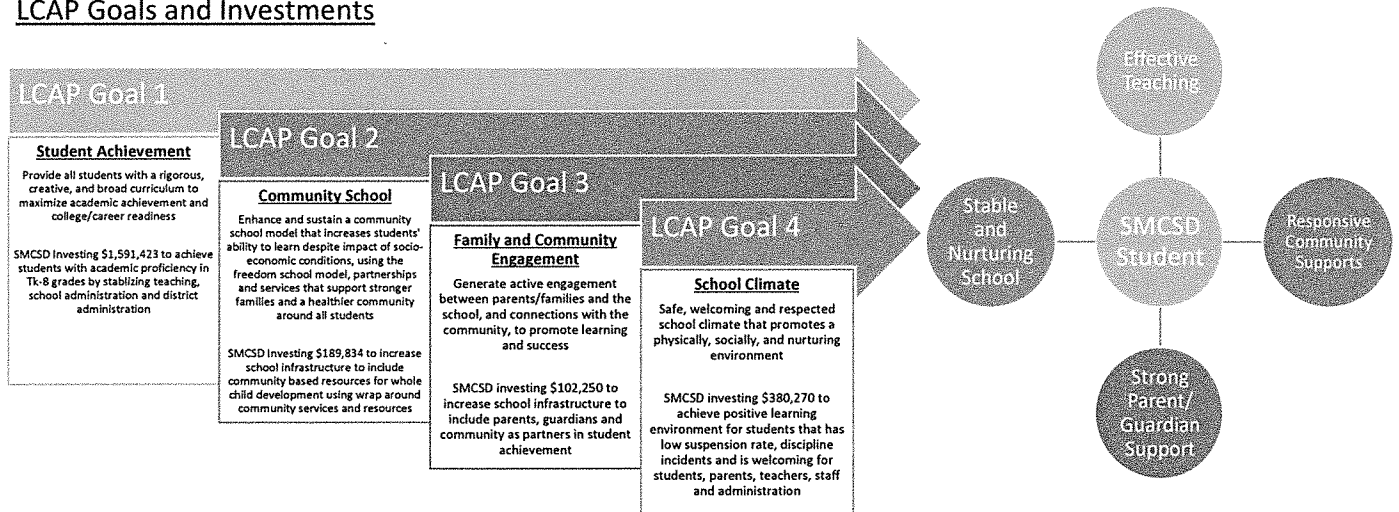 LCAP Goals and Investments
LCAP Goal 1
Student Achievement
Provide all students with a rigorous,
creative, and broad curriculum to
maximize academic achievement and
college/career readiness
SMCSD Investing $1,591,423 to achieve
students with academic proficiency in
Tk-8 grades by stablizing teaching,
school administration and district
administration
LCAP Goal 2
Community School
Enhance and sustain a community
school model that increases students'
ability to learn despite impact of socio-
economic conditions, using the
freedom school model, partnerships
and services that support stronger
families and a healthier community
around all students
SMCSD Investing $189,834 to increase
school infrastructure to include
community based resources for whole
child development using wrap around
community services and resources
LCAP Goal 3
Family and Community
Engagement
Generate active engagement
between parents/families and the
school, and connections with the
community, to promote learning
and success
SMCSD investing $102,250 to
increase school infrastructure to
include parents, guardians and
community as partners in student
achievement
LCAP Goal 4
School Climate
Safe, welcoming and respected
school climate that promotes a
physically, socially, and nurturing
environment
SMCSD investing $380,270 to
achieve positive learning
environment for students that has
low suspension rate, discipline
incidents and is welcoming for
students, parents, teachers, staff
and administration
Effective
Teaching
Stable
and
Nurturing
School
SMCSD
Student
Responsive
Community
Supports
Strong
Parent/
Guardian
Support